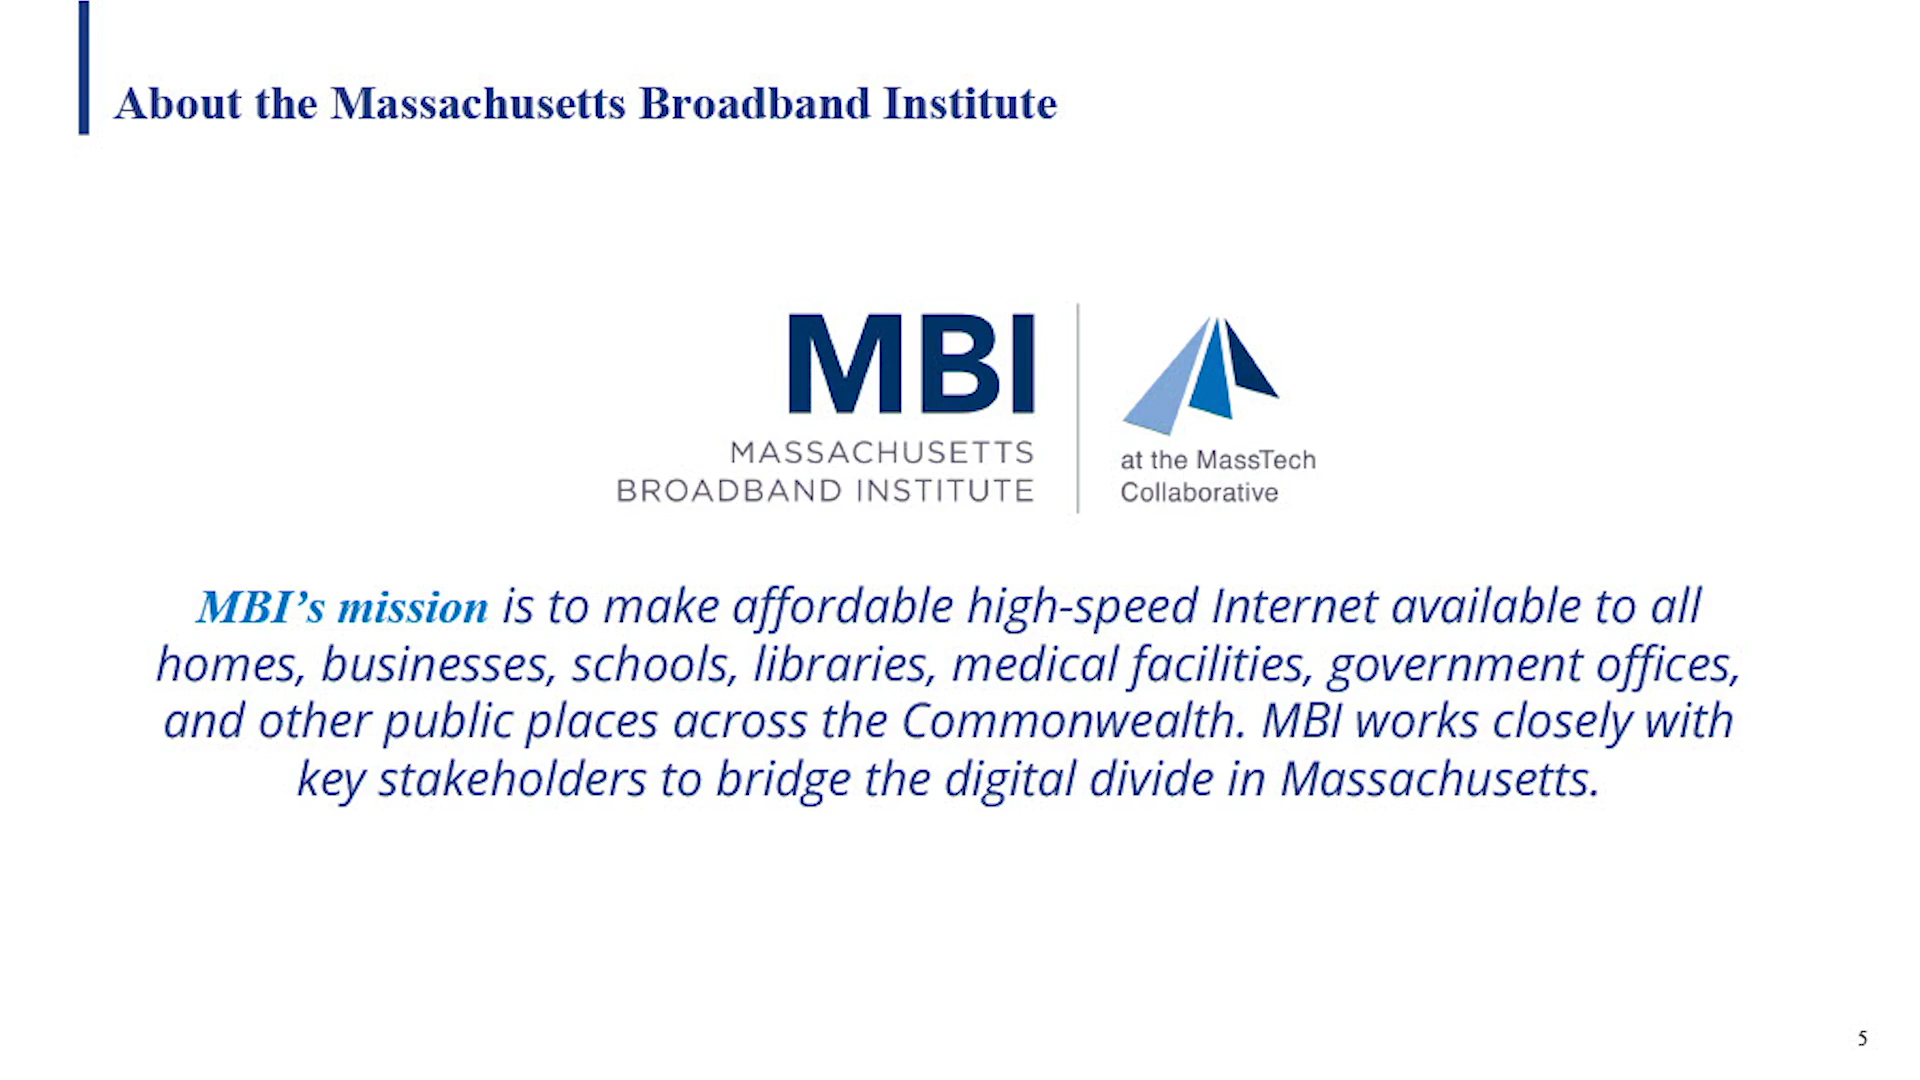 About the Massachusetts Broadband Institute
MBI
MASSACHUSETTS
BROADBAND INSTITUTE
at the MassTech
Collaborative
MBI’s mission is to make affordable high-speed Internet available to all
homes, businesses, schools, libraries, medical facilities, government offices,
and other public places across the Commonwealth. MBI works closely with
key stakeholders to bridge the digital divide in Massachusetts.
5